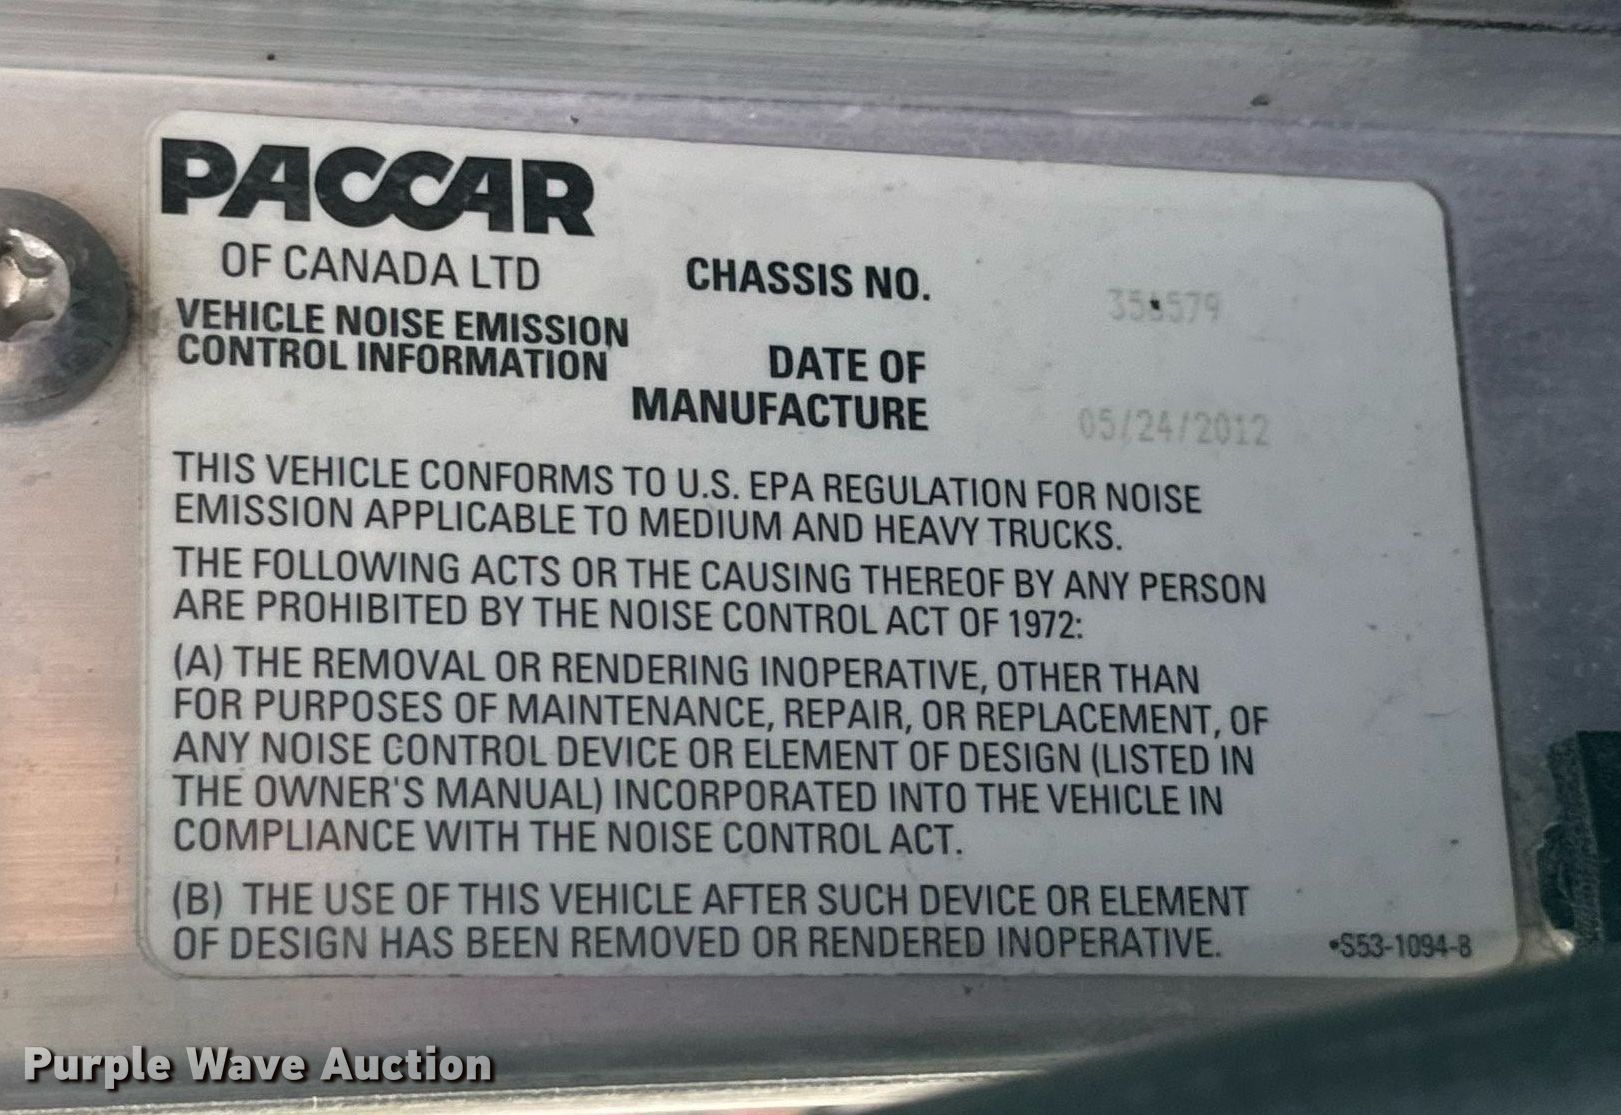 PACCAR
OF CANADA LTD
VEHICLE NOISE EMISSION
CONTROL INFORMATION
CHASSIS NO.
DATE OF
MANUFACTURE
05/24/2012
THIS VEHICLE CONFORMS TO U.S. EPA REGULATION FOR NOISE
EMISSION APPLICABLE TO MEDIUM AND HEAVY TRUCKS.
THE FOLLOWING ACTS OR THE CAUSING THEREOF BY ANY PERSON
ARE PROHIBITED BY THE NOISE CONTROL ACT OF 1972:
(A) THE REMOVAL OR RENDERING INOPERATIVE, OTHER THAN
FOR PURPOSES OF MAINTENANCE, REPAIR, OR REPLACEMENT, OF
ANY NOISE CONTROL DEVICE OR ELEMENT OF DESIGN (LISTED IN
THE OWNER'S MANUAL) INCORPORATED INTO THE VEHICLE IN
COMPLIANCE WITH THE NOISE CONTROL ACT.
(B) THE USE OF THIS VEHICLE AFTER SUCH DEVICE OR ELEMENT
OF DESIGN HAS BEEN REMOVED OR RENDERED INOPERATIVE.
•S53-1094-8
Purple Wave Auction